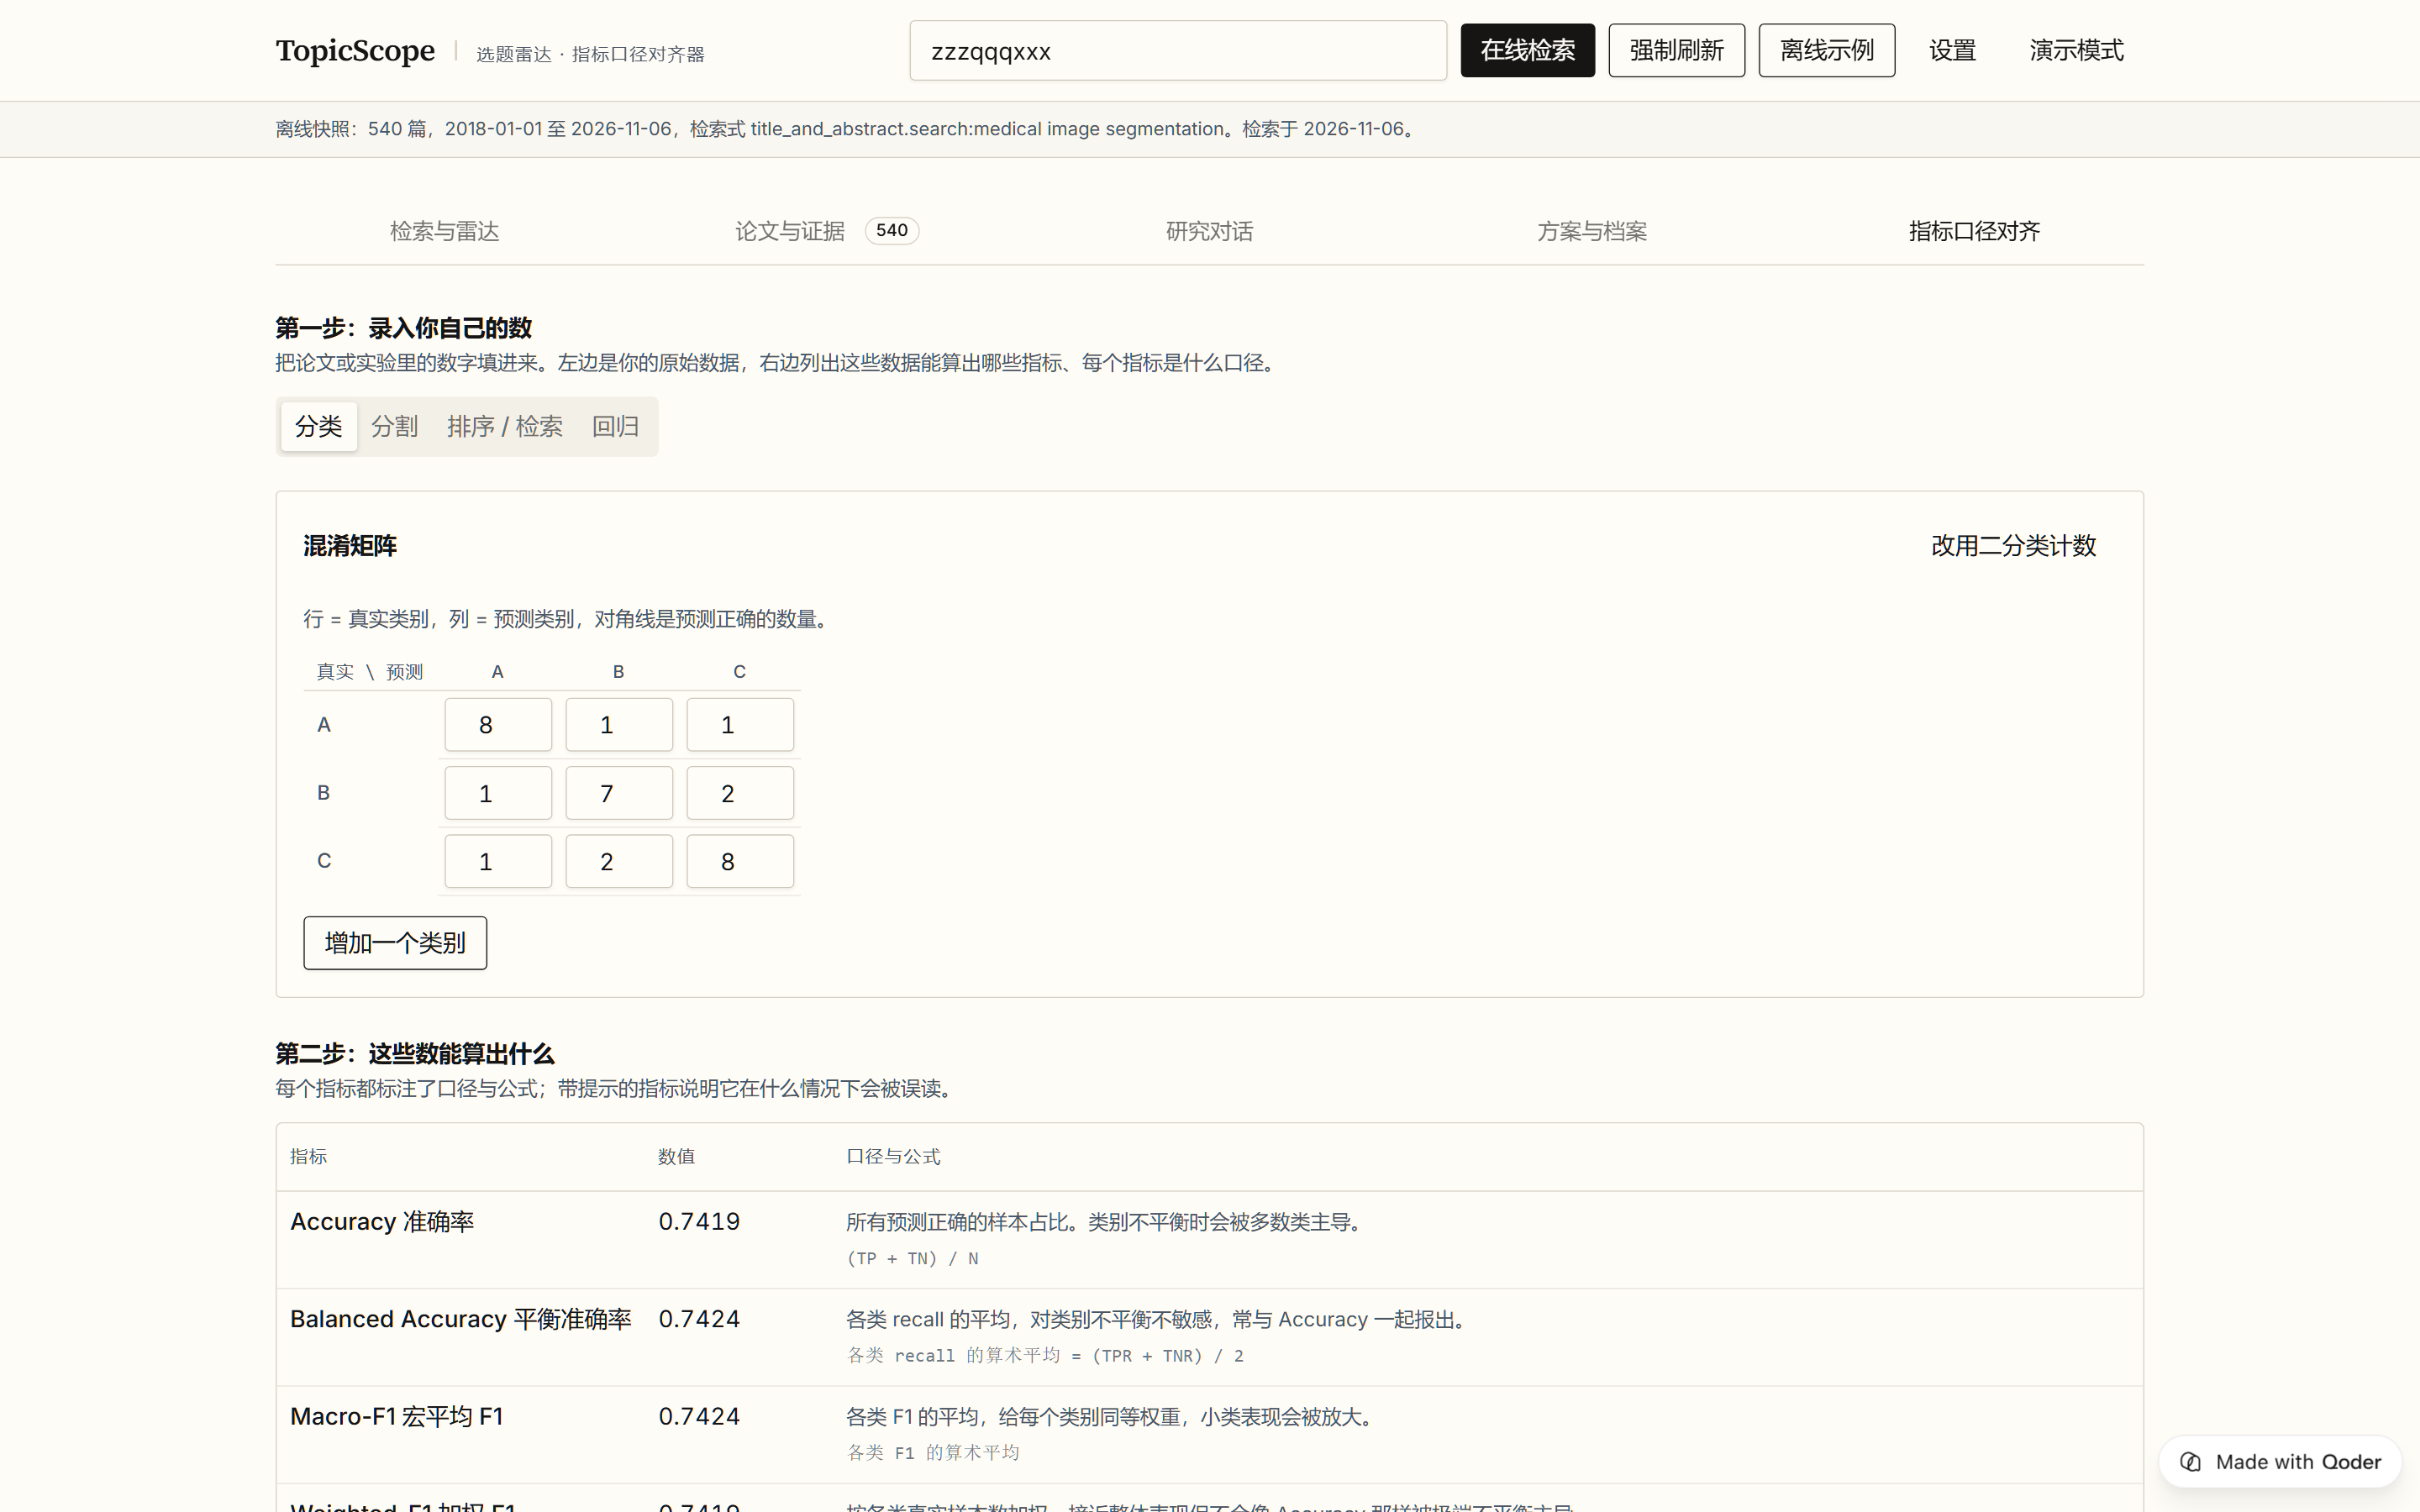 TopicScope
选题雷达 · 指标口径对齐器
zzzqqqxxx
在线检索
强制刷新
离线示例
设置
演示模式
离线快照：540 篇，2018-01-01 至 2026-11-06，检索式 title_and_abstract.search:medical image segmentation。检索于 2026-11-06。
检索与雷达
论文与证据 540
研究对话
方案与档案
指标口径对齐
第一步：录入你自己的数
把论文或实验里的数字填进来。左边是你的原始数据，右边列出这些数据能算出哪些指标、每个指标是什么口径。
分类 分割 排序 / 检索 回归
混淆矩阵
改用二分类计数
行 = 真实类别，列 = 预测类别，对角线是预测正确的数量。
真实 \ 预测 A B C
A 8 1 1
B 1 7 2
C 1 2 8
增加一个类别
第二步：这些数能算出什么
每个指标都标注了口径与公式；带提示的指标说明它在什么情况下会被误读。
指标 数值 口径与公式
Accuracy 准确率 0.7419 所有预测正确的样本占比。类别不平衡时会被多数类主导。
(TP + TN) / N
Balanced Accuracy 平衡准确率 0.7424 各类 recall 的平均，对类别不平衡不敏感，常与 Accuracy 一起报出。
各类 recall 的算术平均 = (TPR + TNR) / 2
Macro-F1 宏平均 F1 0.7424 各类 F1 的平均，给每个类别同等权重，小类表现会被放大。
各类 F1 的算术平均
Weighted-F1 加权 F1 0.7419
Made with Qoder